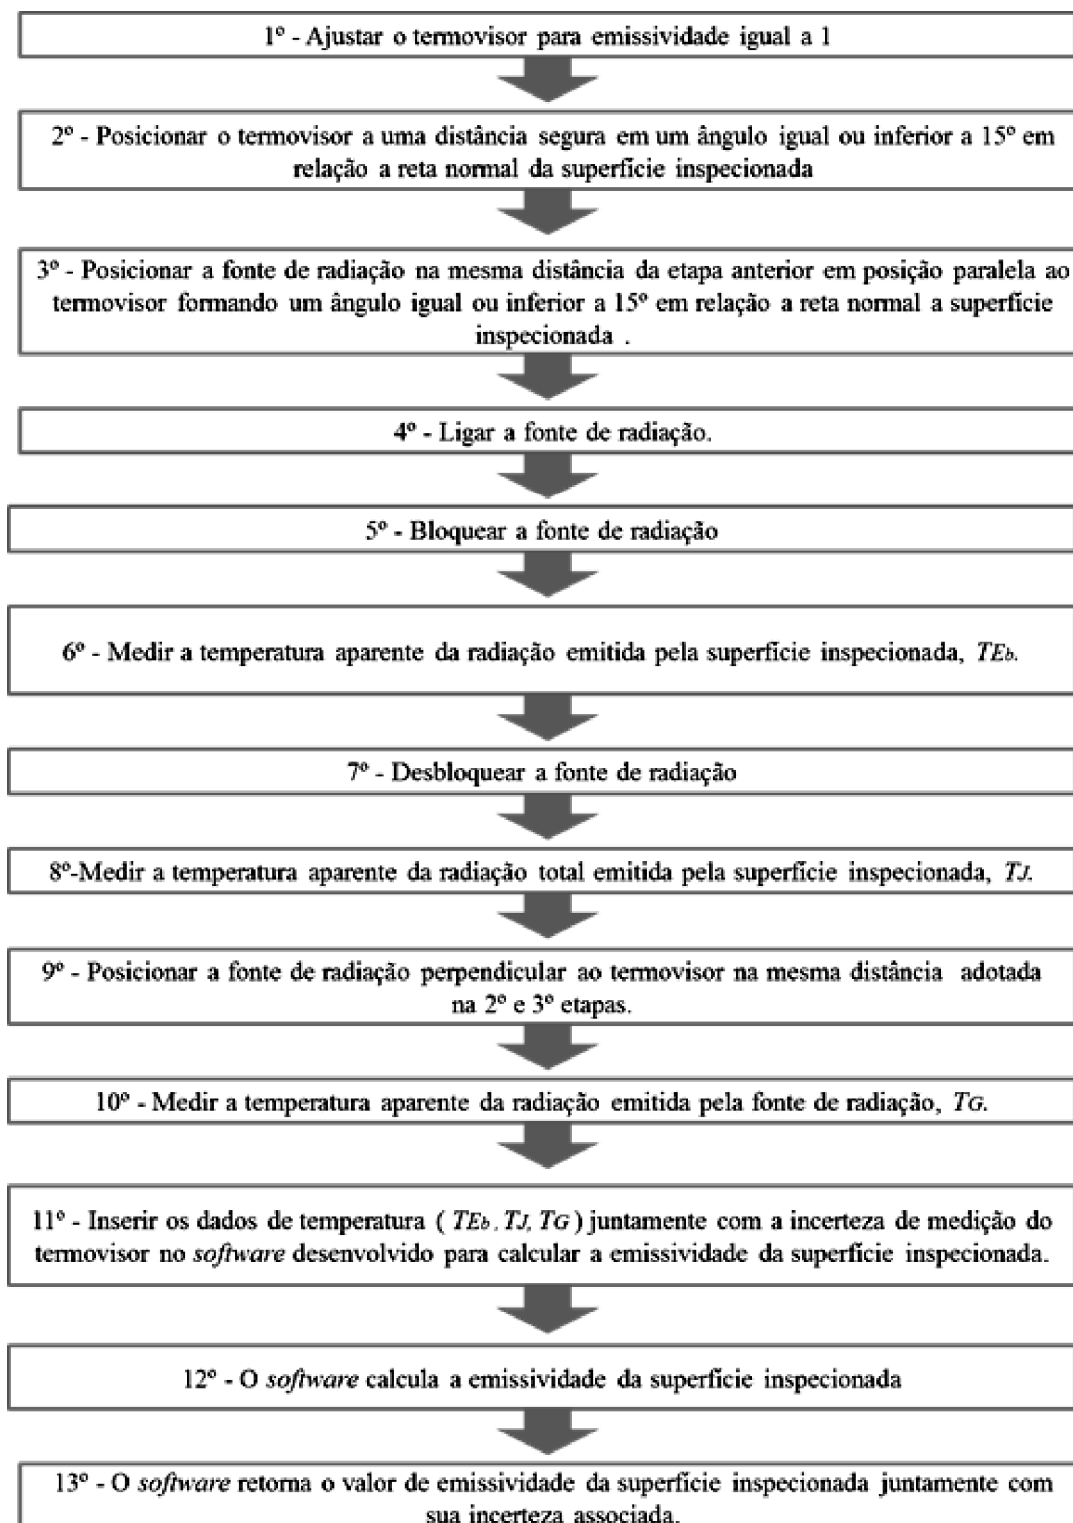 1º - Ajustar o termovisor para emissividade igual a 1
2º - Posicionar o termovisor a uma distância segura em um ângulo igual ou inferior a 15º em
relação a reta normal da superfície inspecionada
3º - Posicionar a fonte de radiação na mesma distância da etapa anterior em posição paralela ao
termovisor formando um ângulo igual ou inferior a 15º em relação a reta normal a superfície
inspecionada .
4º - Ligar a fonte de radiação.
5º - Bloquear a fonte de radiação
6º - Medir a temperatura aparente da radiação emitida pela superfície inspecionada, TEb.
7º - Desbloquear a fonte de radiação
8º-Medir a temperatura aparente da radiação total emitida pela superfície inspecionada, TJ.
9º - Posicionar a fonte de radiação perpendicular ao termovisor na mesma distância adotada
na 2º e 3º etapas.
10º - Medir a temperatura aparente da radiação emitida pela fonte de radiação, TG.
11º - Inserir os dados de temperatura ( TEb , TJ, TG ) juntamente com a incerteza de medição do
termovisor no software desenvolvido para calcular a emissividade da superfície inspecionada.
12º - O software calcula a emissividade da superfície inspecionada
13º - O software retorna o valor de emissividade da superfície inspecionada juntamente com
sua incerteza associada.